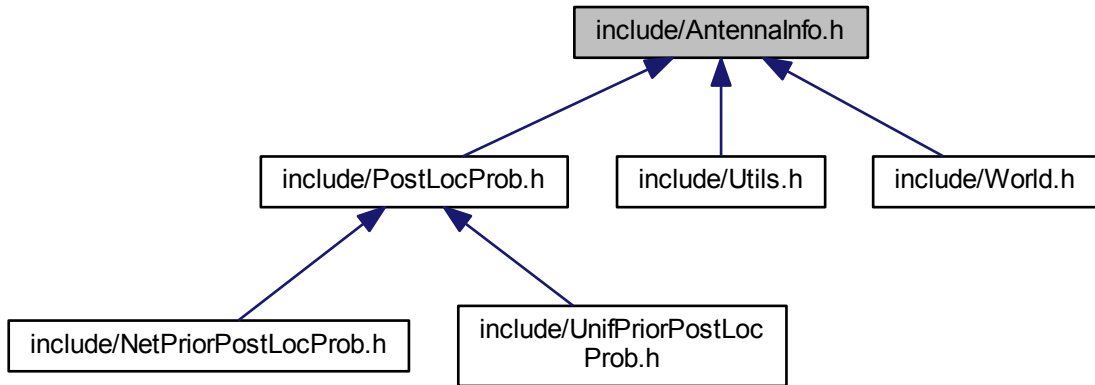 include/AntennaInfo.h
include/PostLocProb.h
include/Utils.h
include/World.h
include/NetPriorPostLocProb.h
include/UnifPriorPostLoc
Prob.h